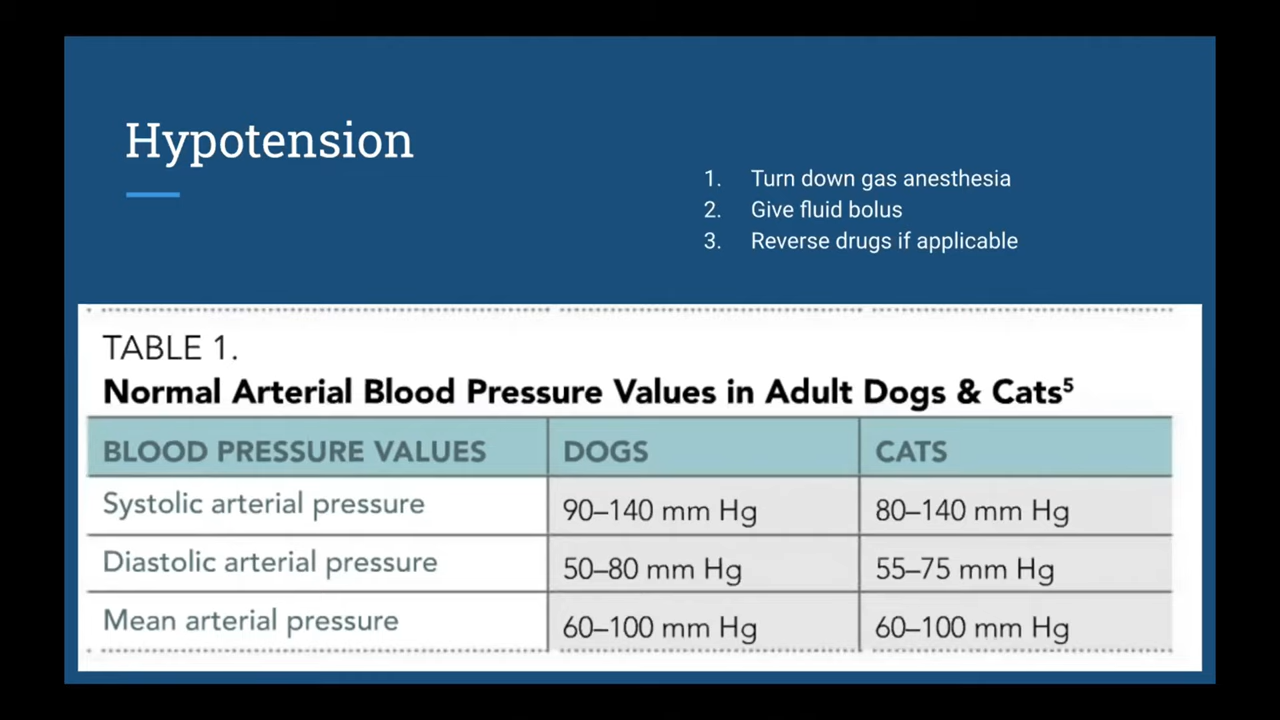 Hypotension
1. Turn down gas anesthesia
2. Give fluid bolus
3. Reverse drugs if applicable
TABLE 1.
Normal Arterial Blood Pressure Values in Adult Dogs & Cats⁵
BLOOD PRESSURE VALUES DOGS CATS
Systolic arterial pressure 90–140 mm Hg 80–140 mm Hg
Diastolic arterial pressure 50–80 mm Hg 55–75 mm Hg
Mean arterial pressure 60–100 mm Hg 60–100 mm Hg